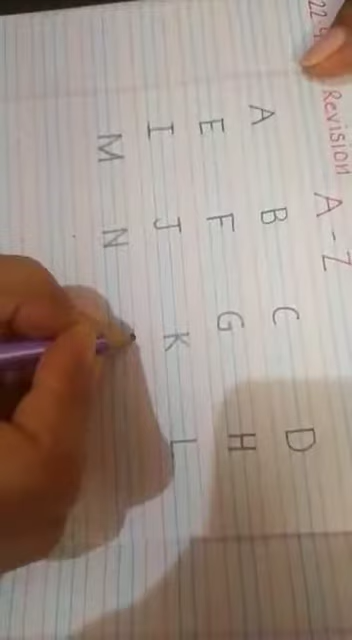 Revision A-Z
A B C D
E F G H
I J K L
M N